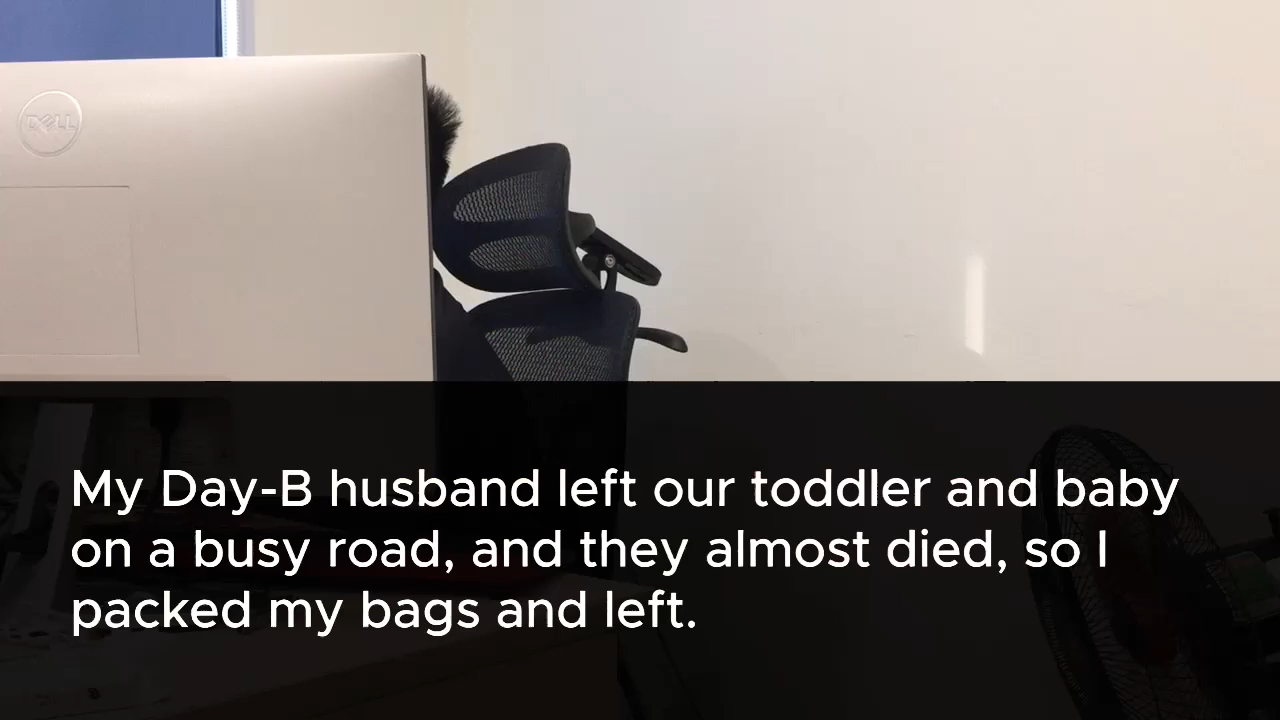 DELL
My Day-B husband left our toddler and baby
on a busy road, and they almost died, so I
packed my bags and left.